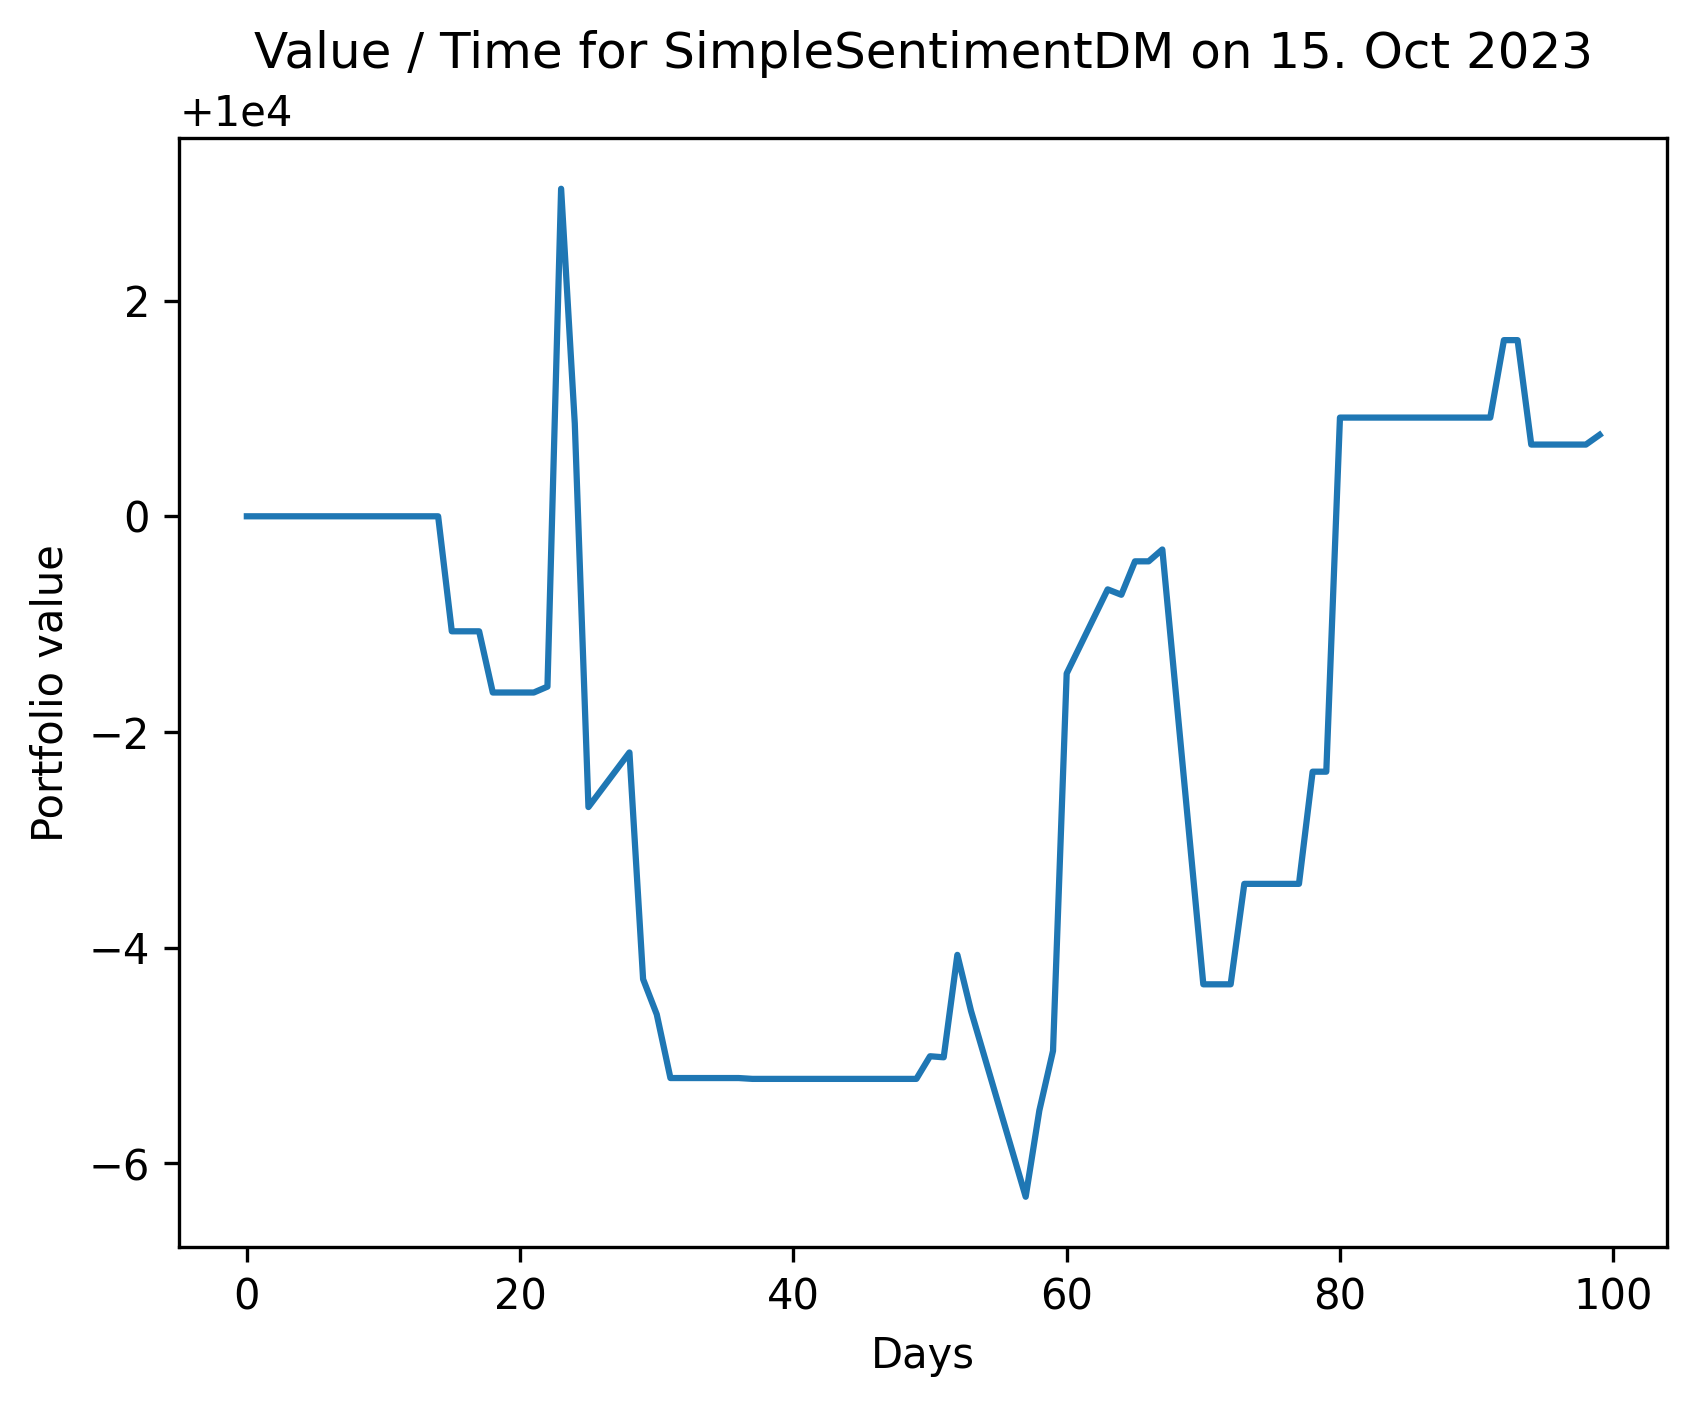 Value / Time for SimpleSentimentDM on 15. Oct 2023
+1e4
2
0
−2
−4
−6
Portfolio value
0 20 40 60 80 100
Days